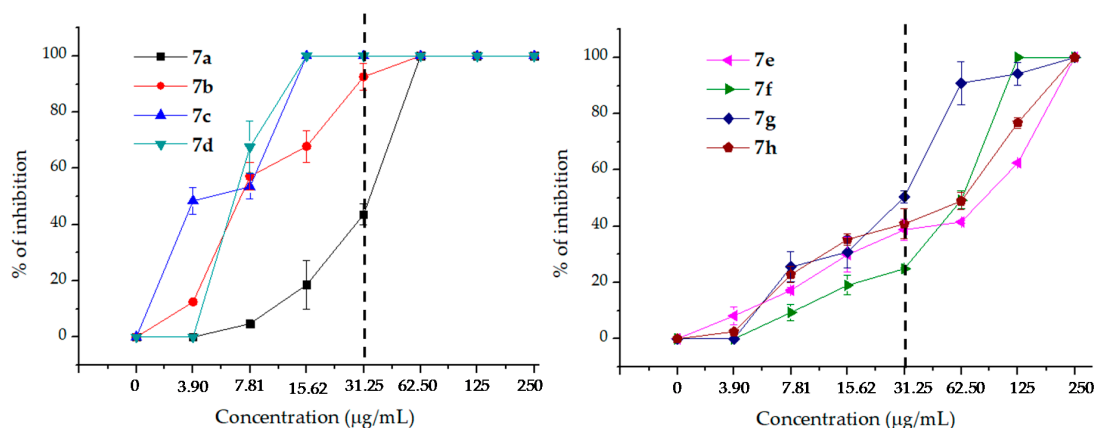 100
80
60
40
20
0
% of inhibition
7a
7b
7c
7d
0 3.90 7.81 15.62 31.25 62.50 125 250
Concentration (µg/mL)
100
80
60
40
20
0
% of inhibition
7e
7f
7g
7h
0 3.90 7.81 15.62 31.25 62.50 125 250
Concentration (µg/mL)